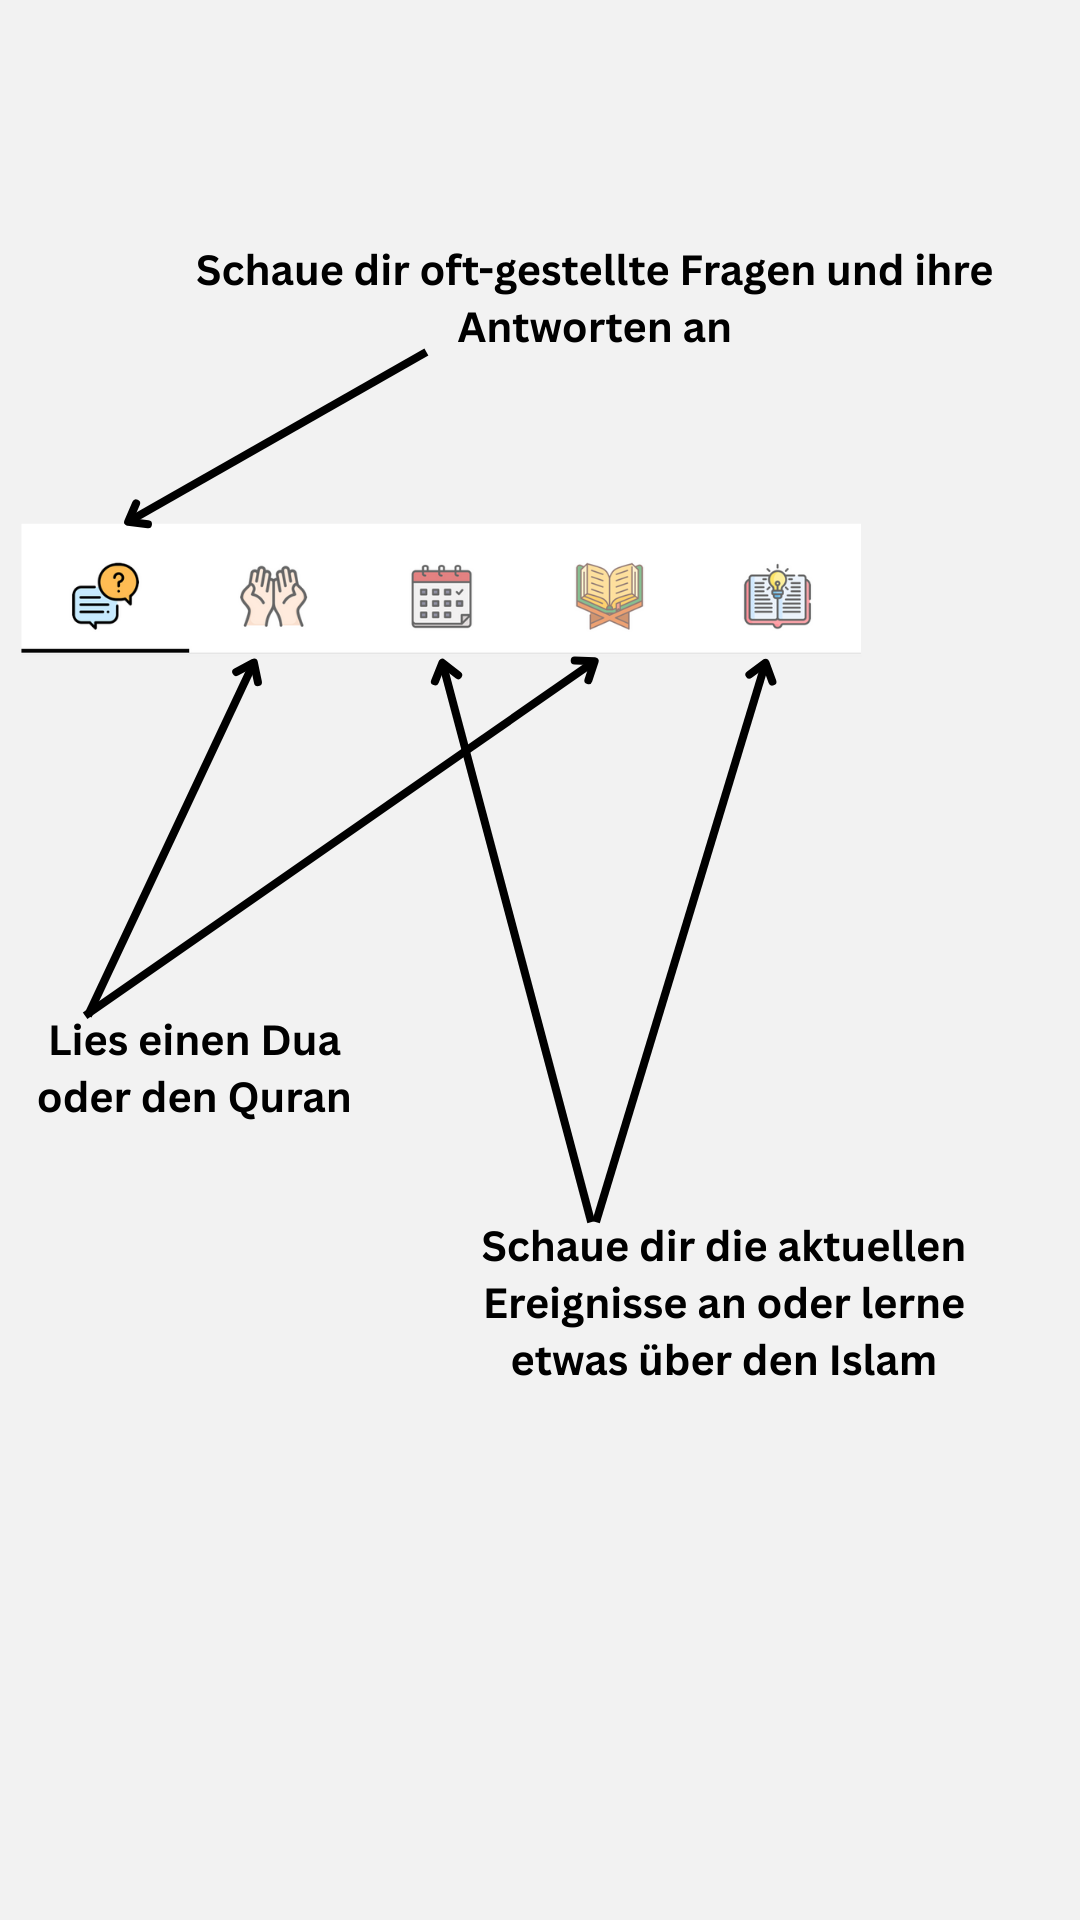 Schaue dir oft-gestellte Fragen und ihre
Antworten an
?
Lies einen Dua
oder den Quran
Schaue dir die aktuellen
Ereignisse an oder lerne
etwas über den Islam